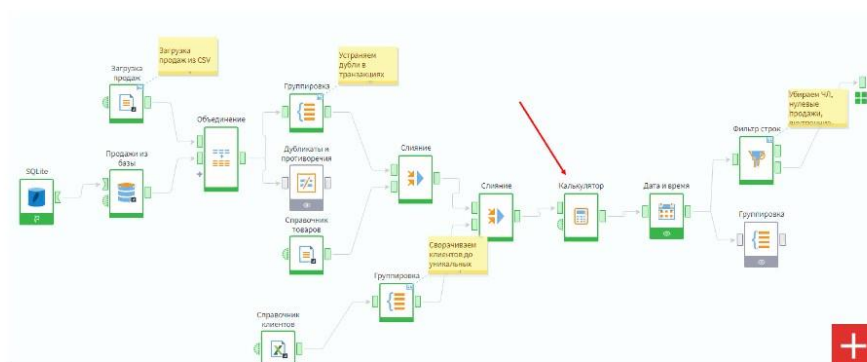 Загрузка
продаж из CSV
Загрузка
продаж
Устраняем
дубли в
транзакциях
Группировка
Объединение
Дубликаты и
противоречия
Слияние
SQLite
Продажи из
базы
Справочник
товаров
Слияние
Калькулятор
Дата и время
Убираем ЧЛ,
нулевые
продажи,
Фильтр строк
Группировка
Сворачиваем
клиентов до
уникальных
Группировка
Справочник
клиентов